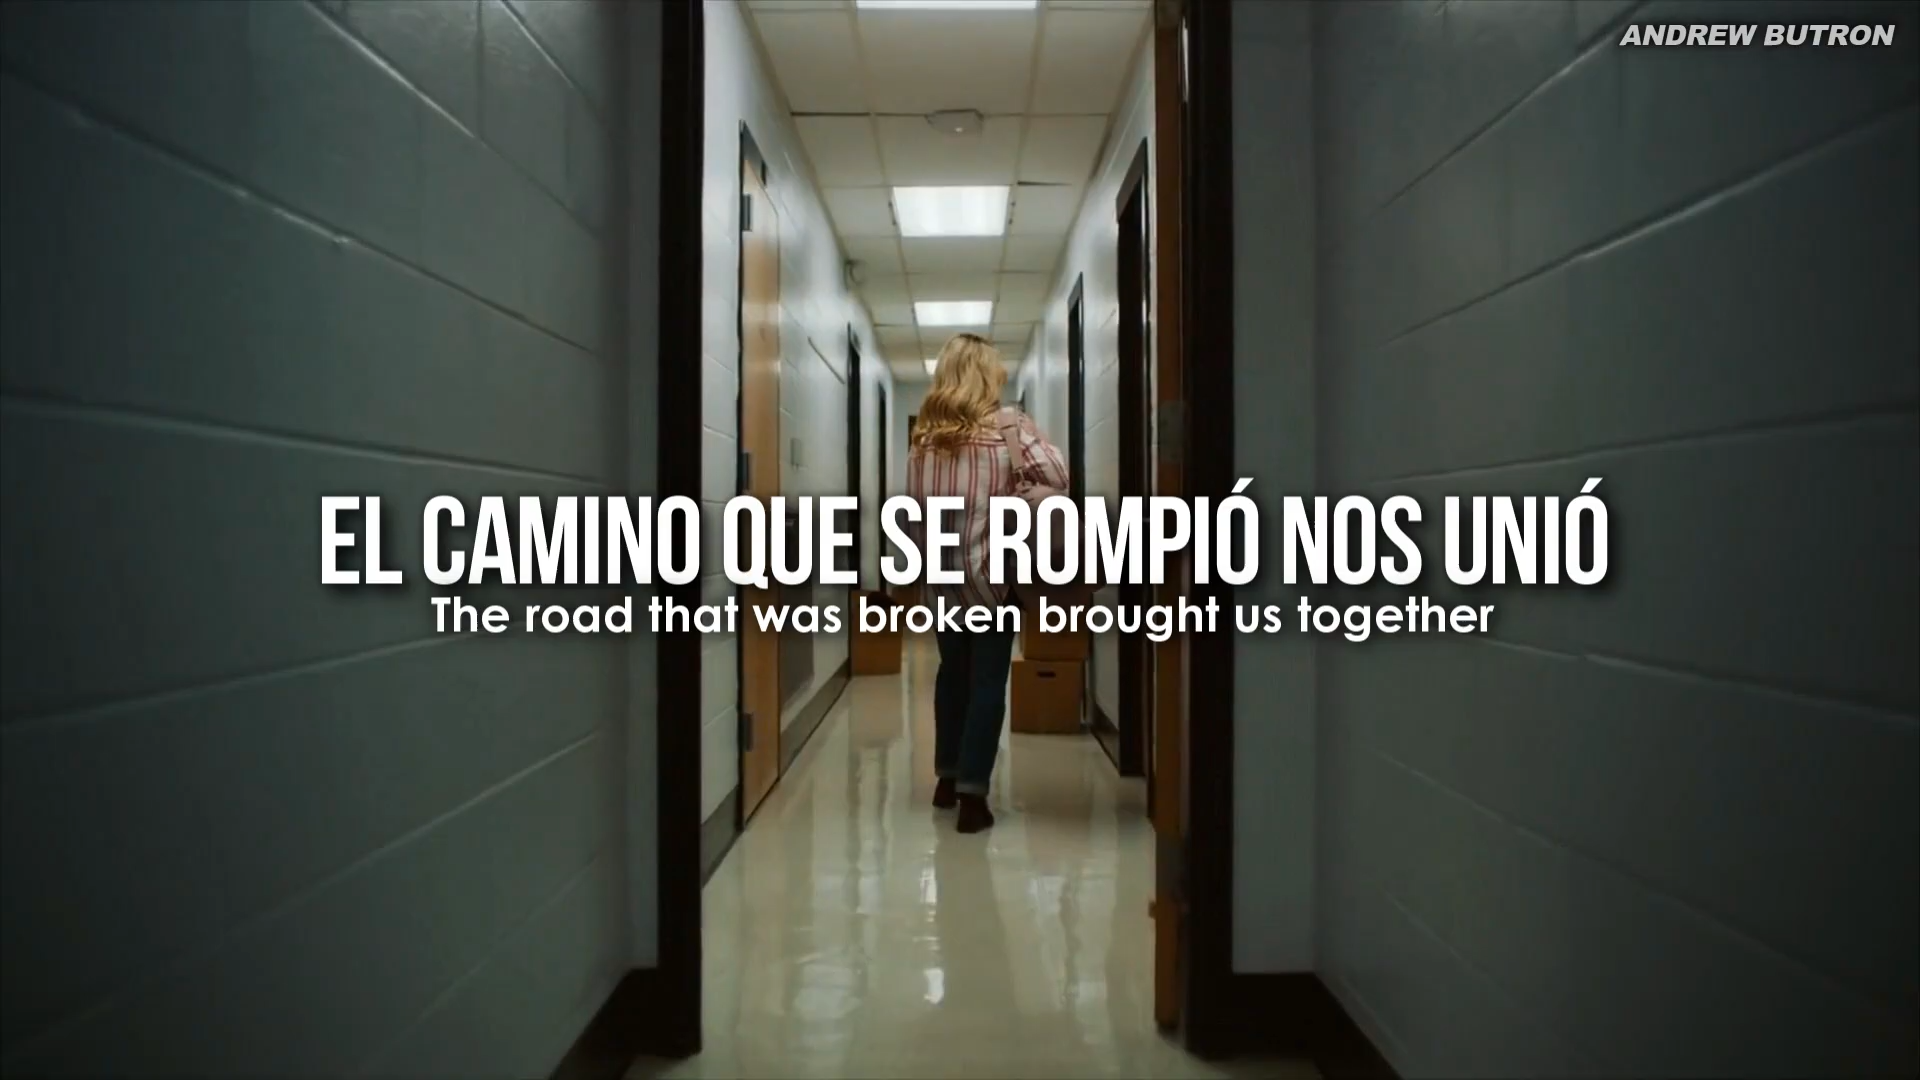 ANDREW BUTRON
EL CAMINO QUE SE ROMPIÓ NOS UNIÓ
The road that was broken brought us together